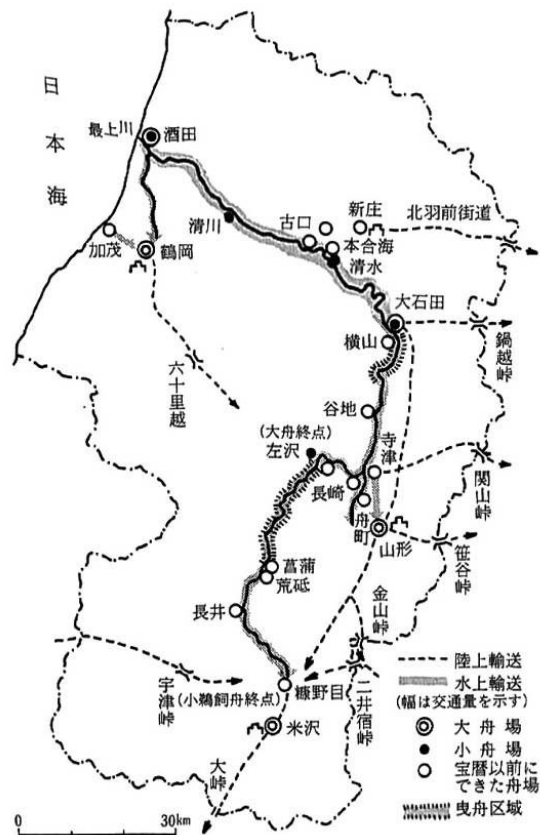 日本海
最上川
酒田
加茂
鶴岡
清川
古口
新庄
本合海
清水
北羽前街道
大石田
横山
鍋越峠
六十里越
谷地
(大舟終点)
左沢
寺津
長崎
関山峠
舟町
山形
笹谷峠
菖蒲
荒砥
長井
金山峠
宇津峠
(小鵜飼舟終点)
糠野目
二井宿峠
米沢
大峠
陸上輸送
水上輸送
(幅は交通量を示す)
大舟場
小舟場
宝暦以前に
できた舟場
曳舟区域
0 30km